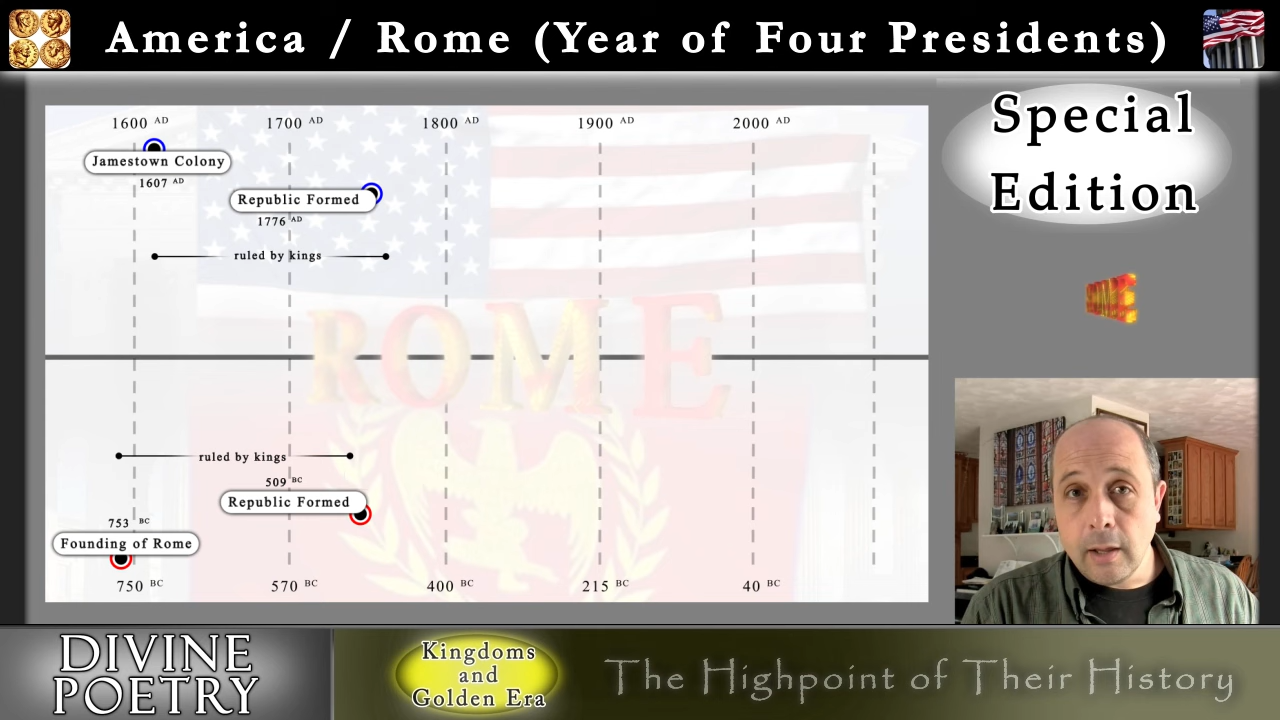 America / Rome (Year of Four Presidents)
Special
Edition
1600 AD
1700 AD
1800 AD
1900 AD
2000 AD
Jamestown Colony
1607 AD
Republic Formed
1776 AD
ruled by kings
ROME
ruled by kings
509 BC
Republic Formed
753 BC
Founding of Rome
750 BC
570 BC
400 BC
215 BC
40 BC
DIVINE
POETRY
Kingdoms
and
Golden Era
The Highpoint of Their History